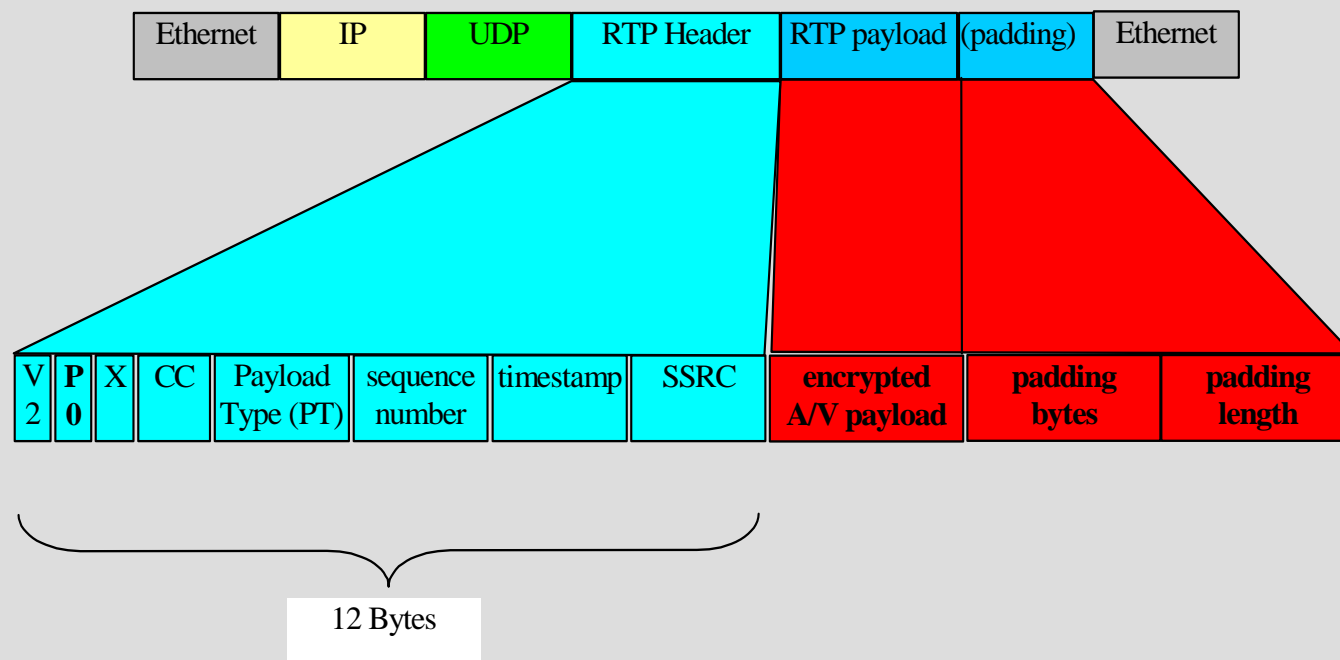 Ethernet IP UDP RTP Header RTP payload (padding) Ethernet
V 2
P 0
X
CC
Payload
Type (PT)
sequence
number
timestamp
SSRC
encrypted
A/V payload
padding
bytes
padding
length
12 Bytes